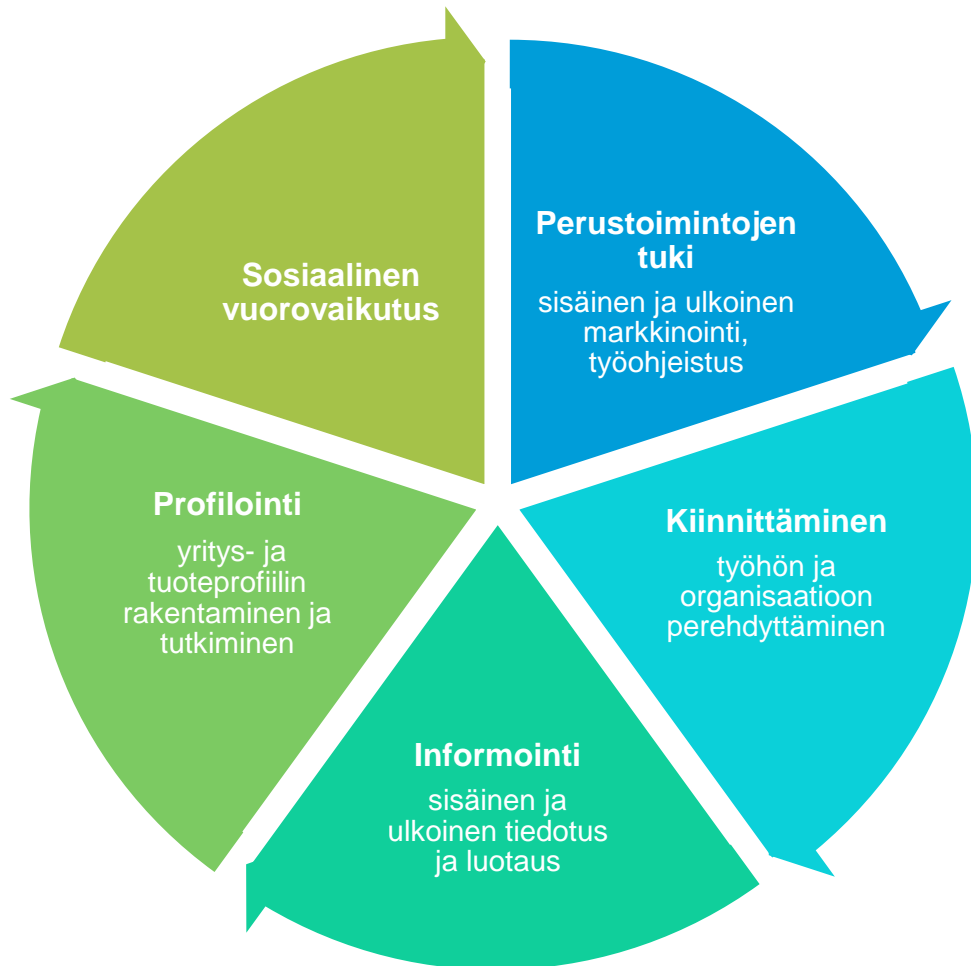 Perustoimintojen
tuki
sisäinen ja ulkoinen
markkinointi,
työohjeistus
Kiinnittäminen
työhön ja
organisaatioon
perehdyttäminen
Informointi
sisäinen ja
ulkoinen tiedotus
ja luotaus
Profilointi
yritys- ja
tuoteprofiilin
rakentaminen ja
tutkiminen
Sosiaalinen
vuorovaikutus